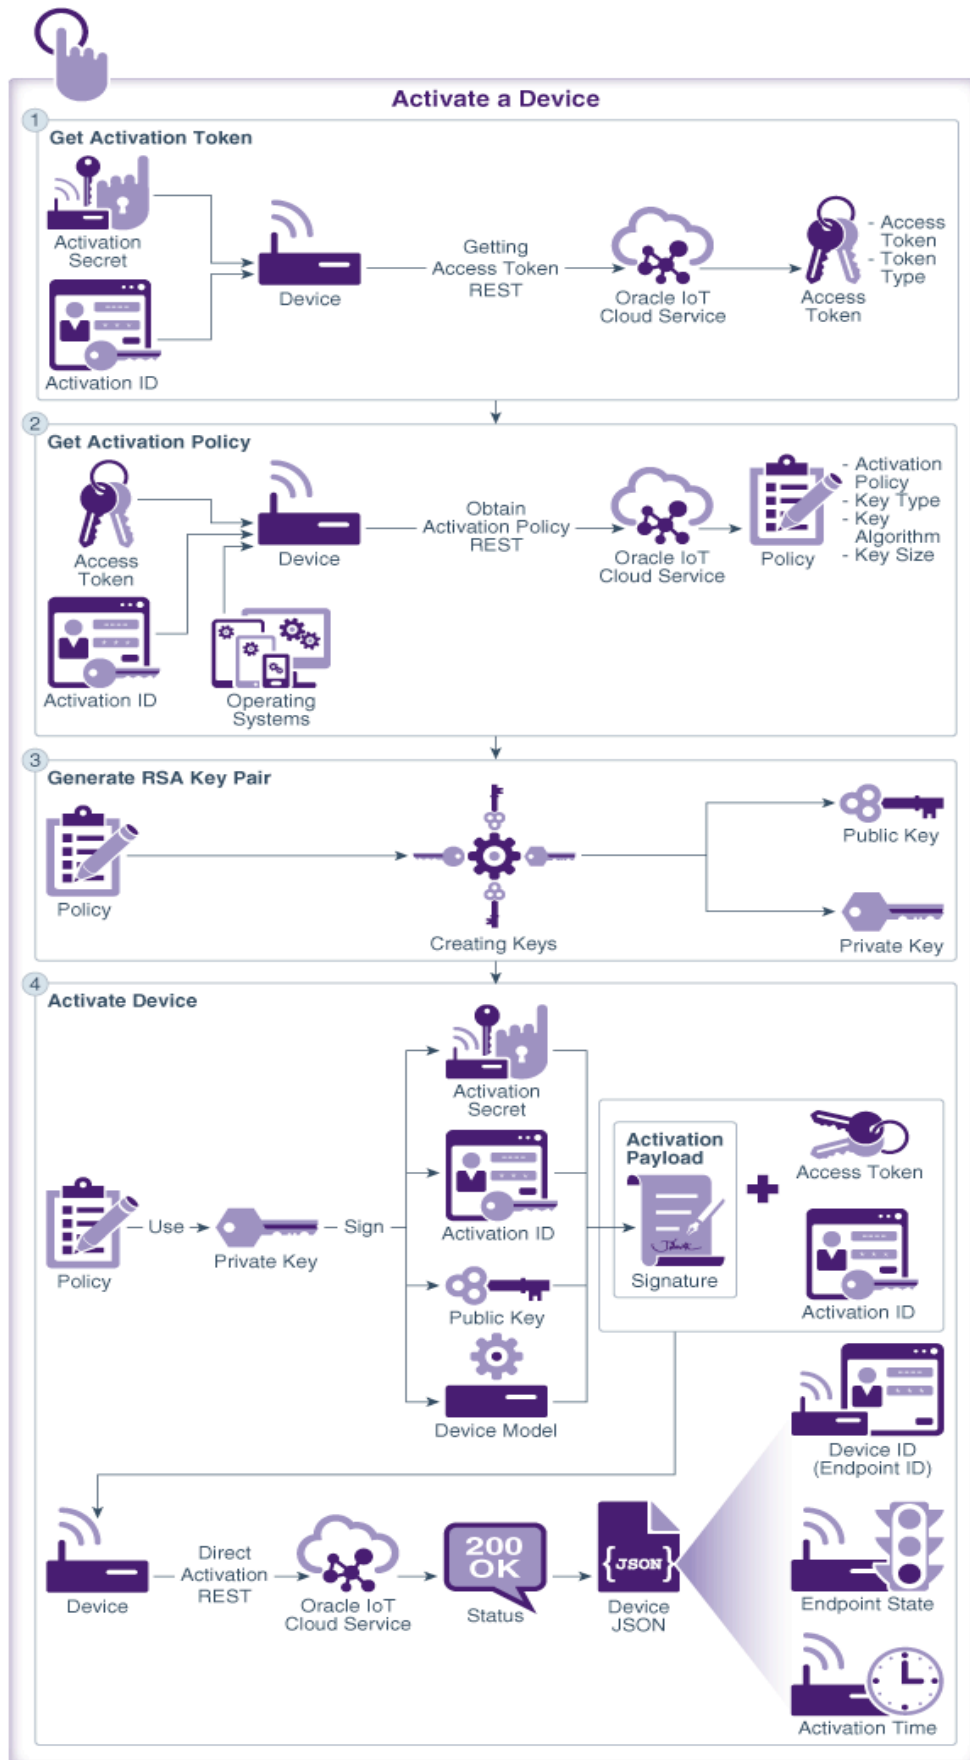 Activate a Device
1
Get Activation Token
Activation
Secret
Activation ID
Device
Getting
Access Token
REST
Oracle IoT
Cloud Service
Access
Token
- Access
Token
- Token
Type
2
Get Activation Policy
Access
Token
Activation ID
Operating
Systems
Device
Obtain
Activation Policy
REST
Oracle IoT
Cloud Service
Policy
- Activation
Policy
- Key Type
- Key
Algorithm
- Key Size
3
Generate RSA Key Pair
Policy
Creating Keys
Public Key
Private Key
4
Activate Device
Policy
Use
Private Key
Sign
Activation
Secret
Activation ID
Public Key
Device Model
Activation
Payload
Signature
Access Token
Activation ID
Device
Direct
Activation
REST
Oracle IoT
Cloud Service
200
OK
Status
{JSON}
Device
JSON
Device ID
(Endpoint ID)
Endpoint State
Activation Time